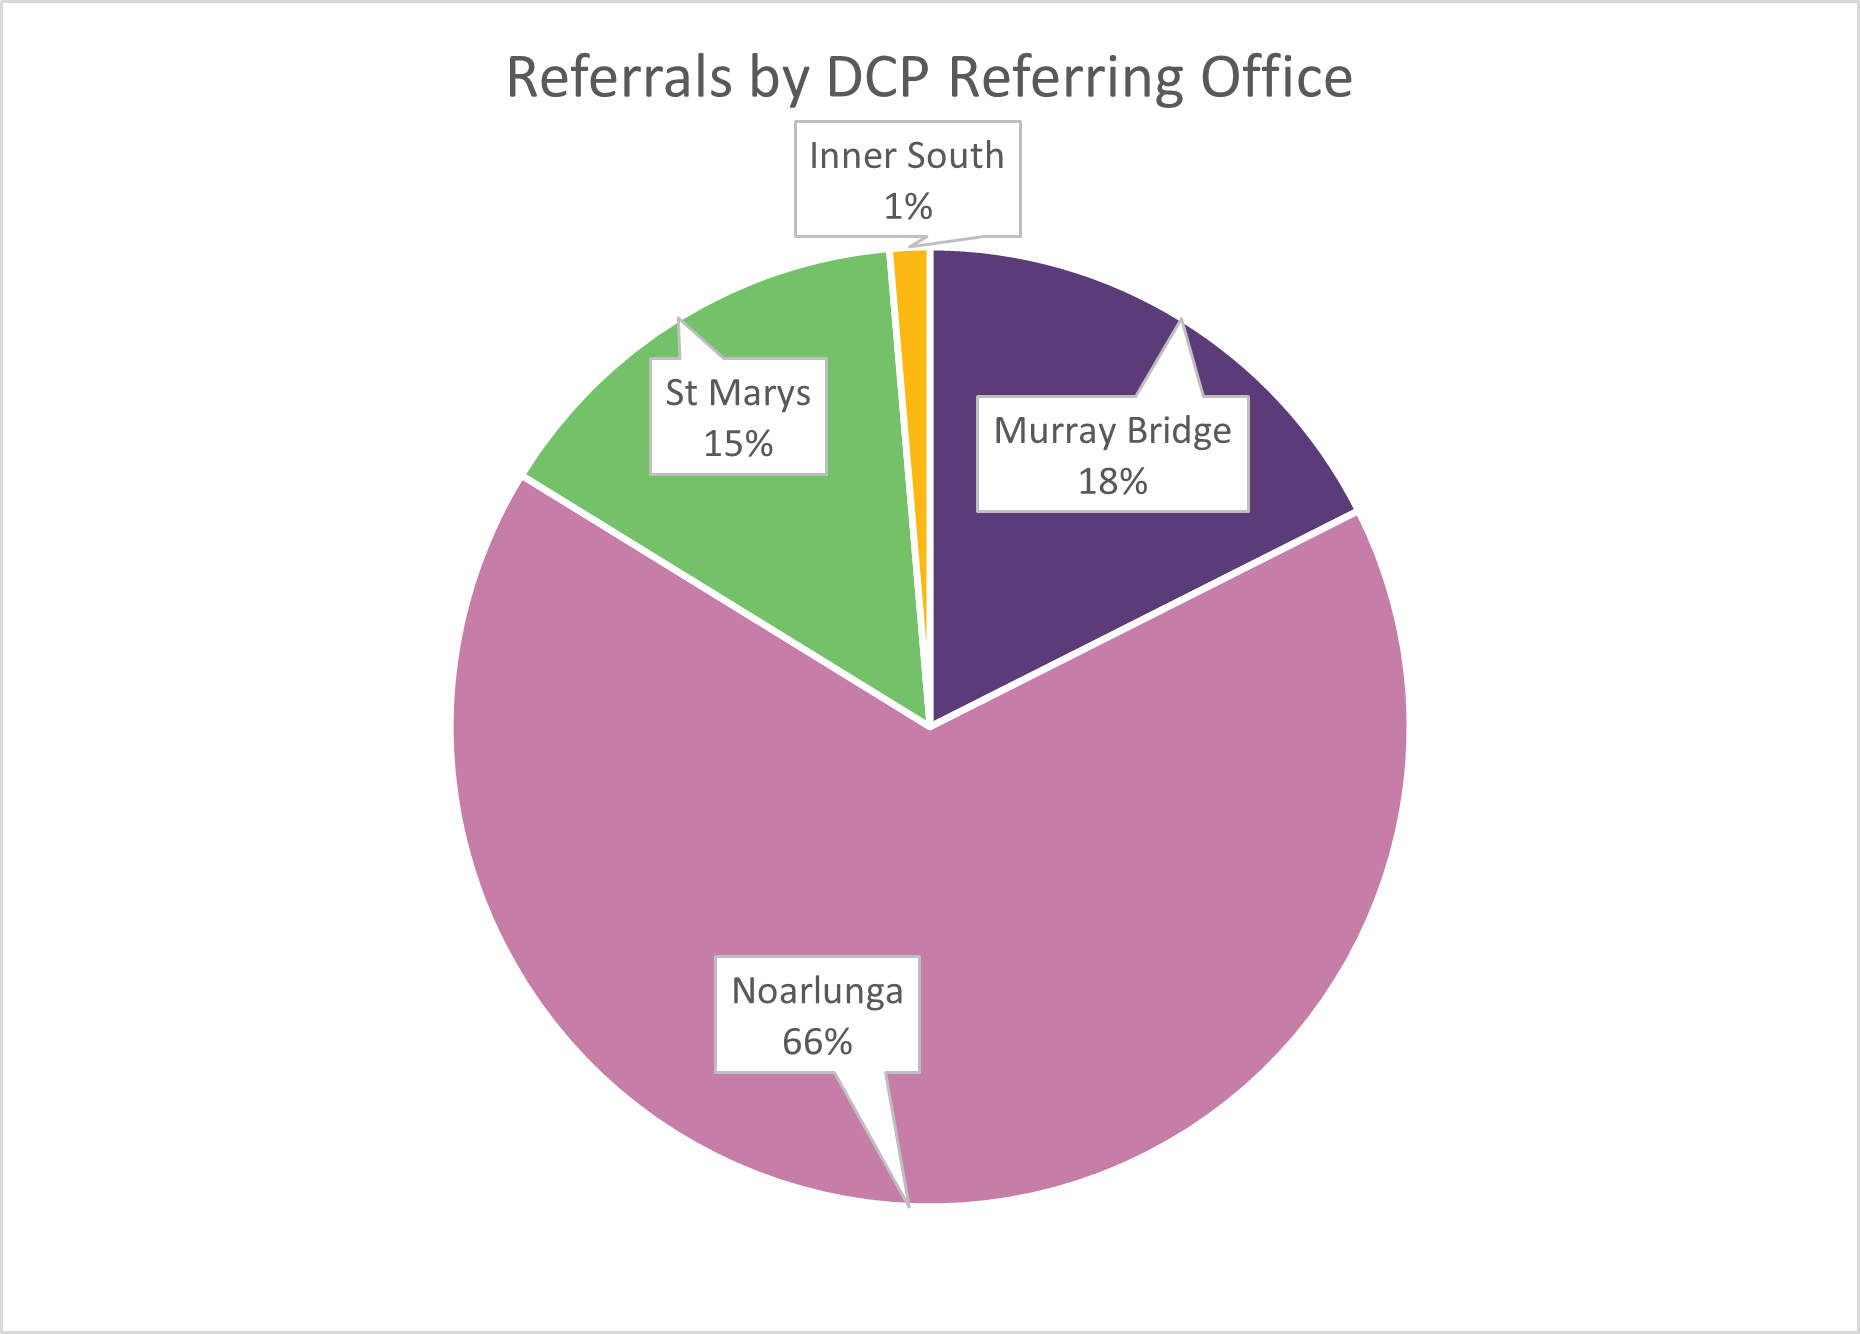 Referrals by DCP Referring Office
Inner South
1%
St Marys
15%
Murray Bridge
18%
Noarlunga
66%